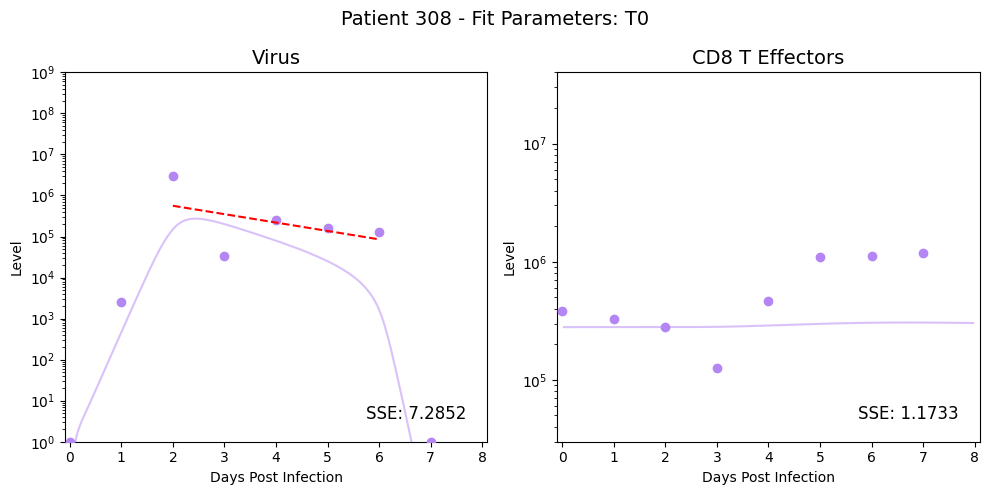 Patient 308 - Fit Parameters: T0
Virus
CD8 T Effectors
10^9
10^8
10^7
10^6
10^5
10^4
10^3
10^2
10^1
10^0
Level
SSE: 7.2852
0 1 2 3 4 5 6 7 8
Days Post Infection
10^7
10^6
10^5
Level
SSE: 1.1733
0 1 2 3 4 5 6 7 8
Days Post Infection